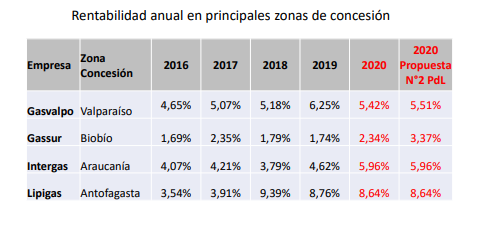 Rentabilidad anual en principales zonas de concesión
Empresa Zona Concesión 2016 2017 2018 2019 2020 2020 Propuesta N°2 PdL
Gasvalpo Valparaíso 4,65% 5,07% 5,18% 6,25% 5,42% 5,51%
Gassur Biobío 1,69% 2,35% 1,79% 1,74% 2,34% 3,37%
Intergas Araucanía 4,07% 4,21% 3,79% 4,62% 5,96% 5,96%
Lipigas Antofagasta 3,54% 3,91% 9,39% 8,76% 8,64% 8,64%